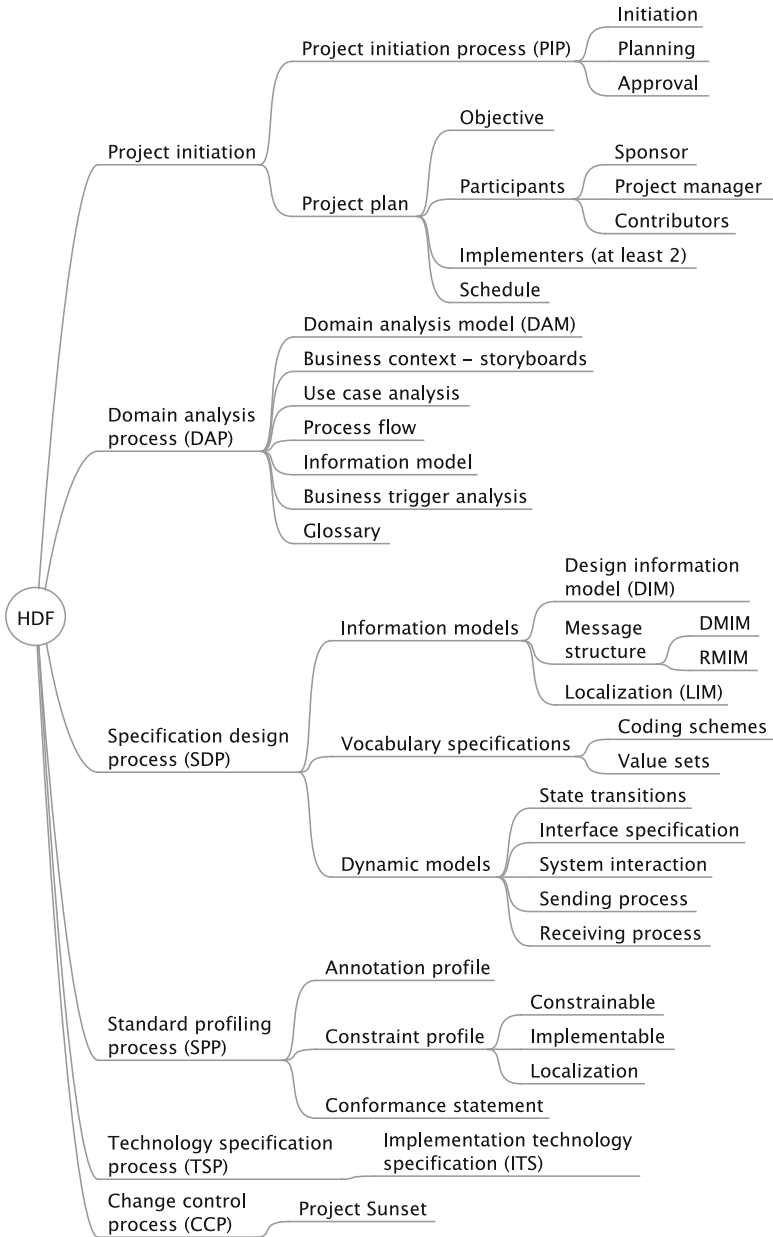 HDF
Project initiation
Project initiation process (PIP)
Initiation
Planning
Approval
Project plan
Objective
Participants
Sponsor
Project manager
Contributors
Implementers (at least 2)
Schedule
Domain analysis
process (DAP)
Domain analysis model (DAM)
Business context – storyboards
Use case analysis
Process flow
Information model
Business trigger analysis
Glossary
Specification design
process (SDP)
Information models
Design information
model (DIM)
Message
structure
DMIM
RMIM
Localization (LIM)
Vocabulary specifications
Coding schemes
Value sets
Dynamic models
State transitions
Interface specification
System interaction
Sending process
Receiving process
Standard profiling
process (SPP)
Annotation profile
Constraint profile
Constrainable
Implementable
Localization
Conformance statement
Technology specification
process (TSP)
Implementation technology
specification (ITS)
Change control
process (CCP)
Project Sunset